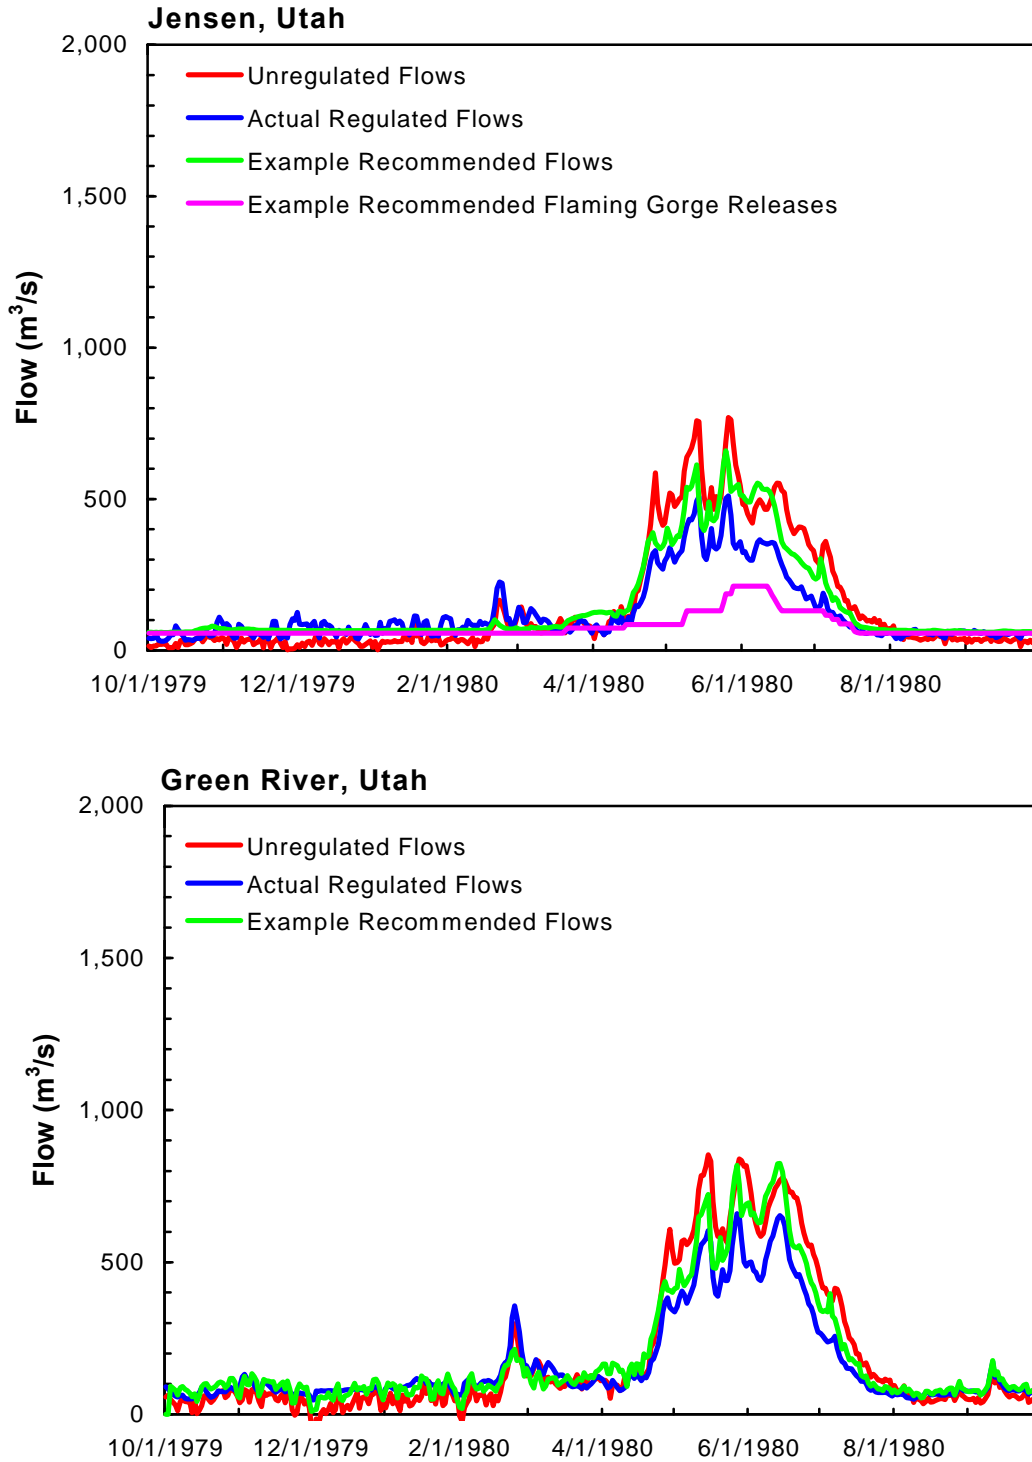 Jensen, Utah
2,000
1,500
1,000
500
0
Flow (m³/s)
Unregulated Flows
Actual Regulated Flows
Example Recommended Flows
Example Recommended Flaming Gorge Releases
10/1/1979 12/1/1979 2/1/1980 4/1/1980 6/1/1980 8/1/1980
Green River, Utah
2,000
1,500
1,000
500
0
Flow (m³/s)
Unregulated Flows
Actual Regulated Flows
Example Recommended Flows
10/1/1979 12/1/1979 2/1/1980 4/1/1980 6/1/1980 8/1/1980